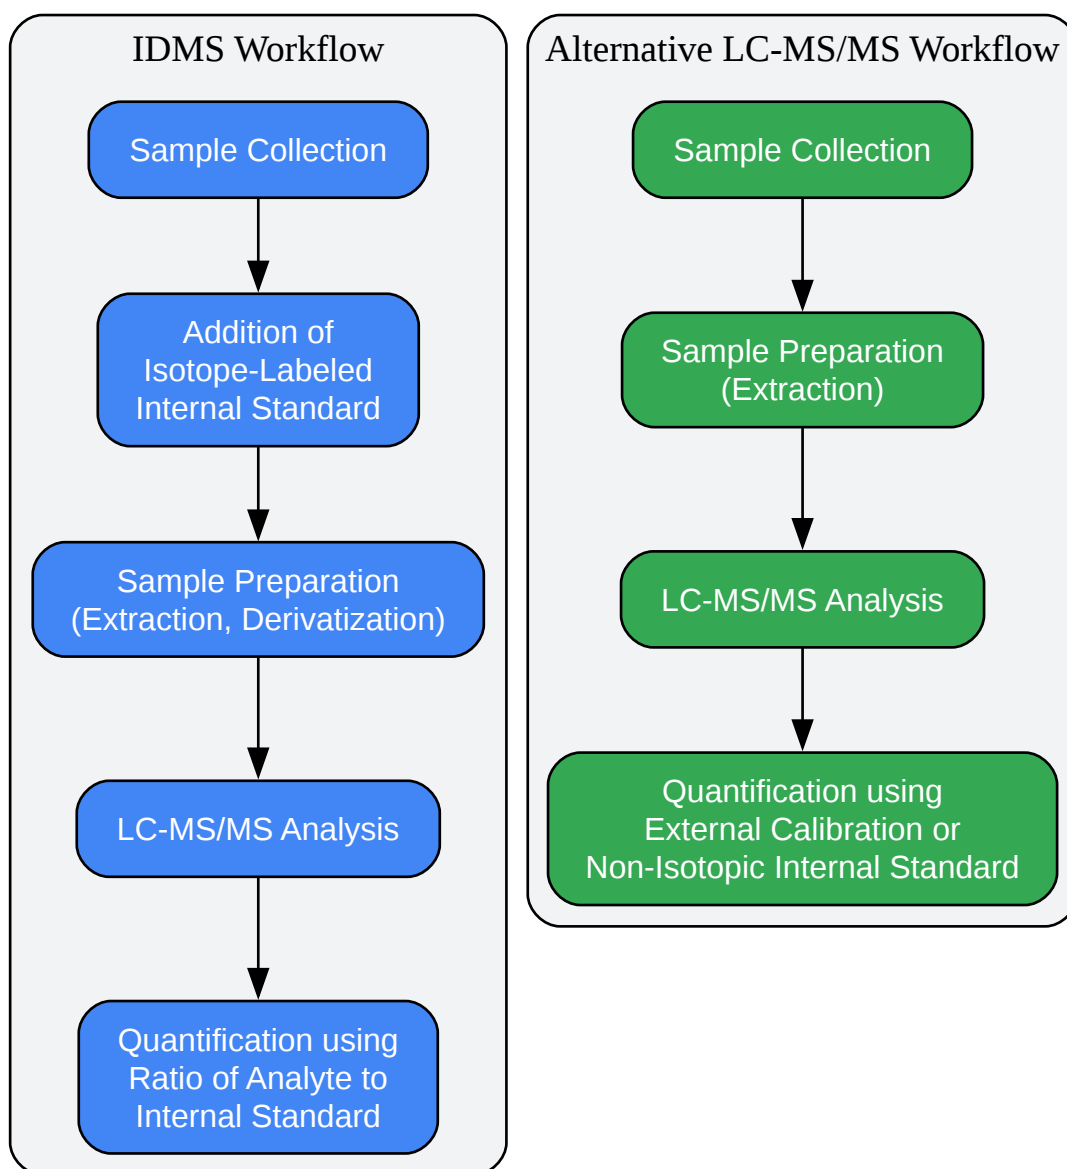 IDMS Workflow
Sample Collection
Addition of
Isotope-Labeled
Internal Standard
Sample Preparation
(Extraction, Derivatization)
LC-MS/MS Analysis
Quantification using
Ratio of Analyte to
Internal Standard
Alternative LC-MS/MS Workflow
Sample Collection
Sample Preparation
(Extraction)
LC-MS/MS Analysis
Quantification using
External Calibration or
Non-Isotopic Internal Standard